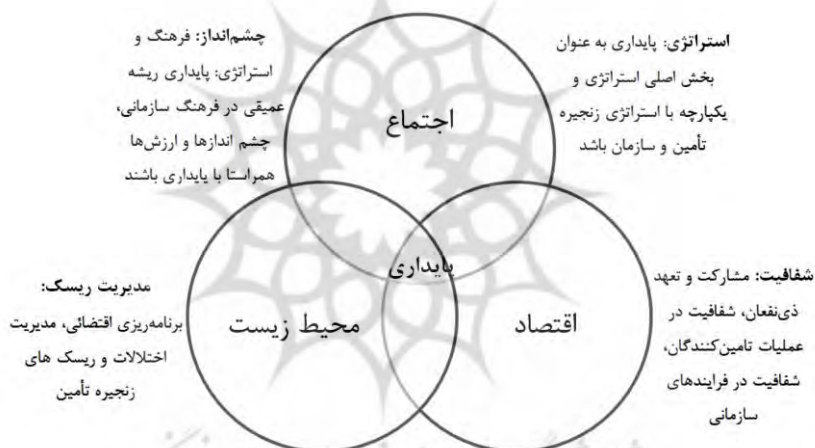 استراتژی: پایداری به عنوان
بخش اصلی استراتژی و
یکپارچه با استراتژی زنجیره
تأمین و سازمان باشد
چشم‌انداز: فرهنگ و
استراتژی: پایداری ریشه
عمیقی در فرهنگ سازمانی،
چشم اندازها و ارزش‌ها
همراستا با پایداری باشند
اجتماع
پایداری
اقتصاد
محیط زیست
شفافیت: مشارکت و تعهد
ذی‌نفعان، شفافیت در
عملیات تامین‌کنندگان،
شفافیت در فرایندهای
سازمانی
مدیریت ریسک:
برنامه‌ریزی اقتضائی، مدیریت
اختلالات و ریسک های
زنجیره تأمین